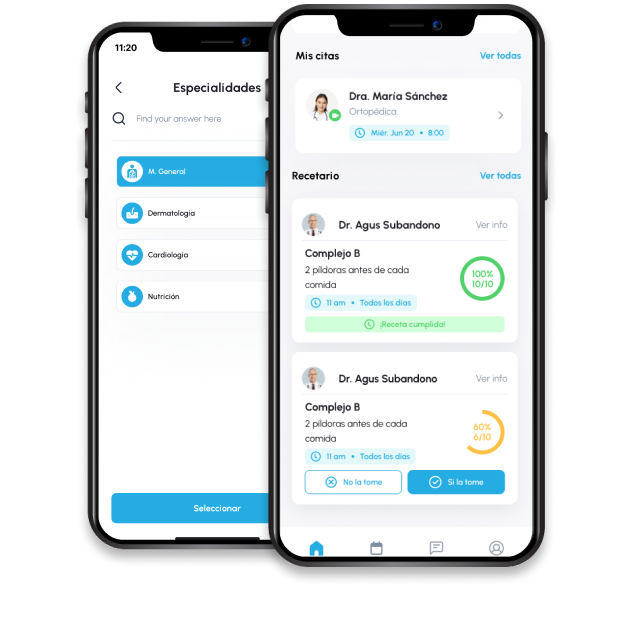 11:20
Especialidades
Find your answer here
M. General
Dermatología
Cardiología
Nutrición
Seleccionar
Mis citas
Ver todas
Dra. María Sánchez
Ortopédica
Miér. Jun 20 • 8:00
Recetario
Ver todas
Dr. Agus Subandono
Ver info
Complejo B
2 píldoras antes de cada
comida
100%
10/10
11 am • Todos los días
¡Receta cumplida!
Dr. Agus Subandono
Ver info
Complejo B
2 píldoras antes de cada
comida
60%
6/10
11 am • Todos los días
No la tome
Si la tome